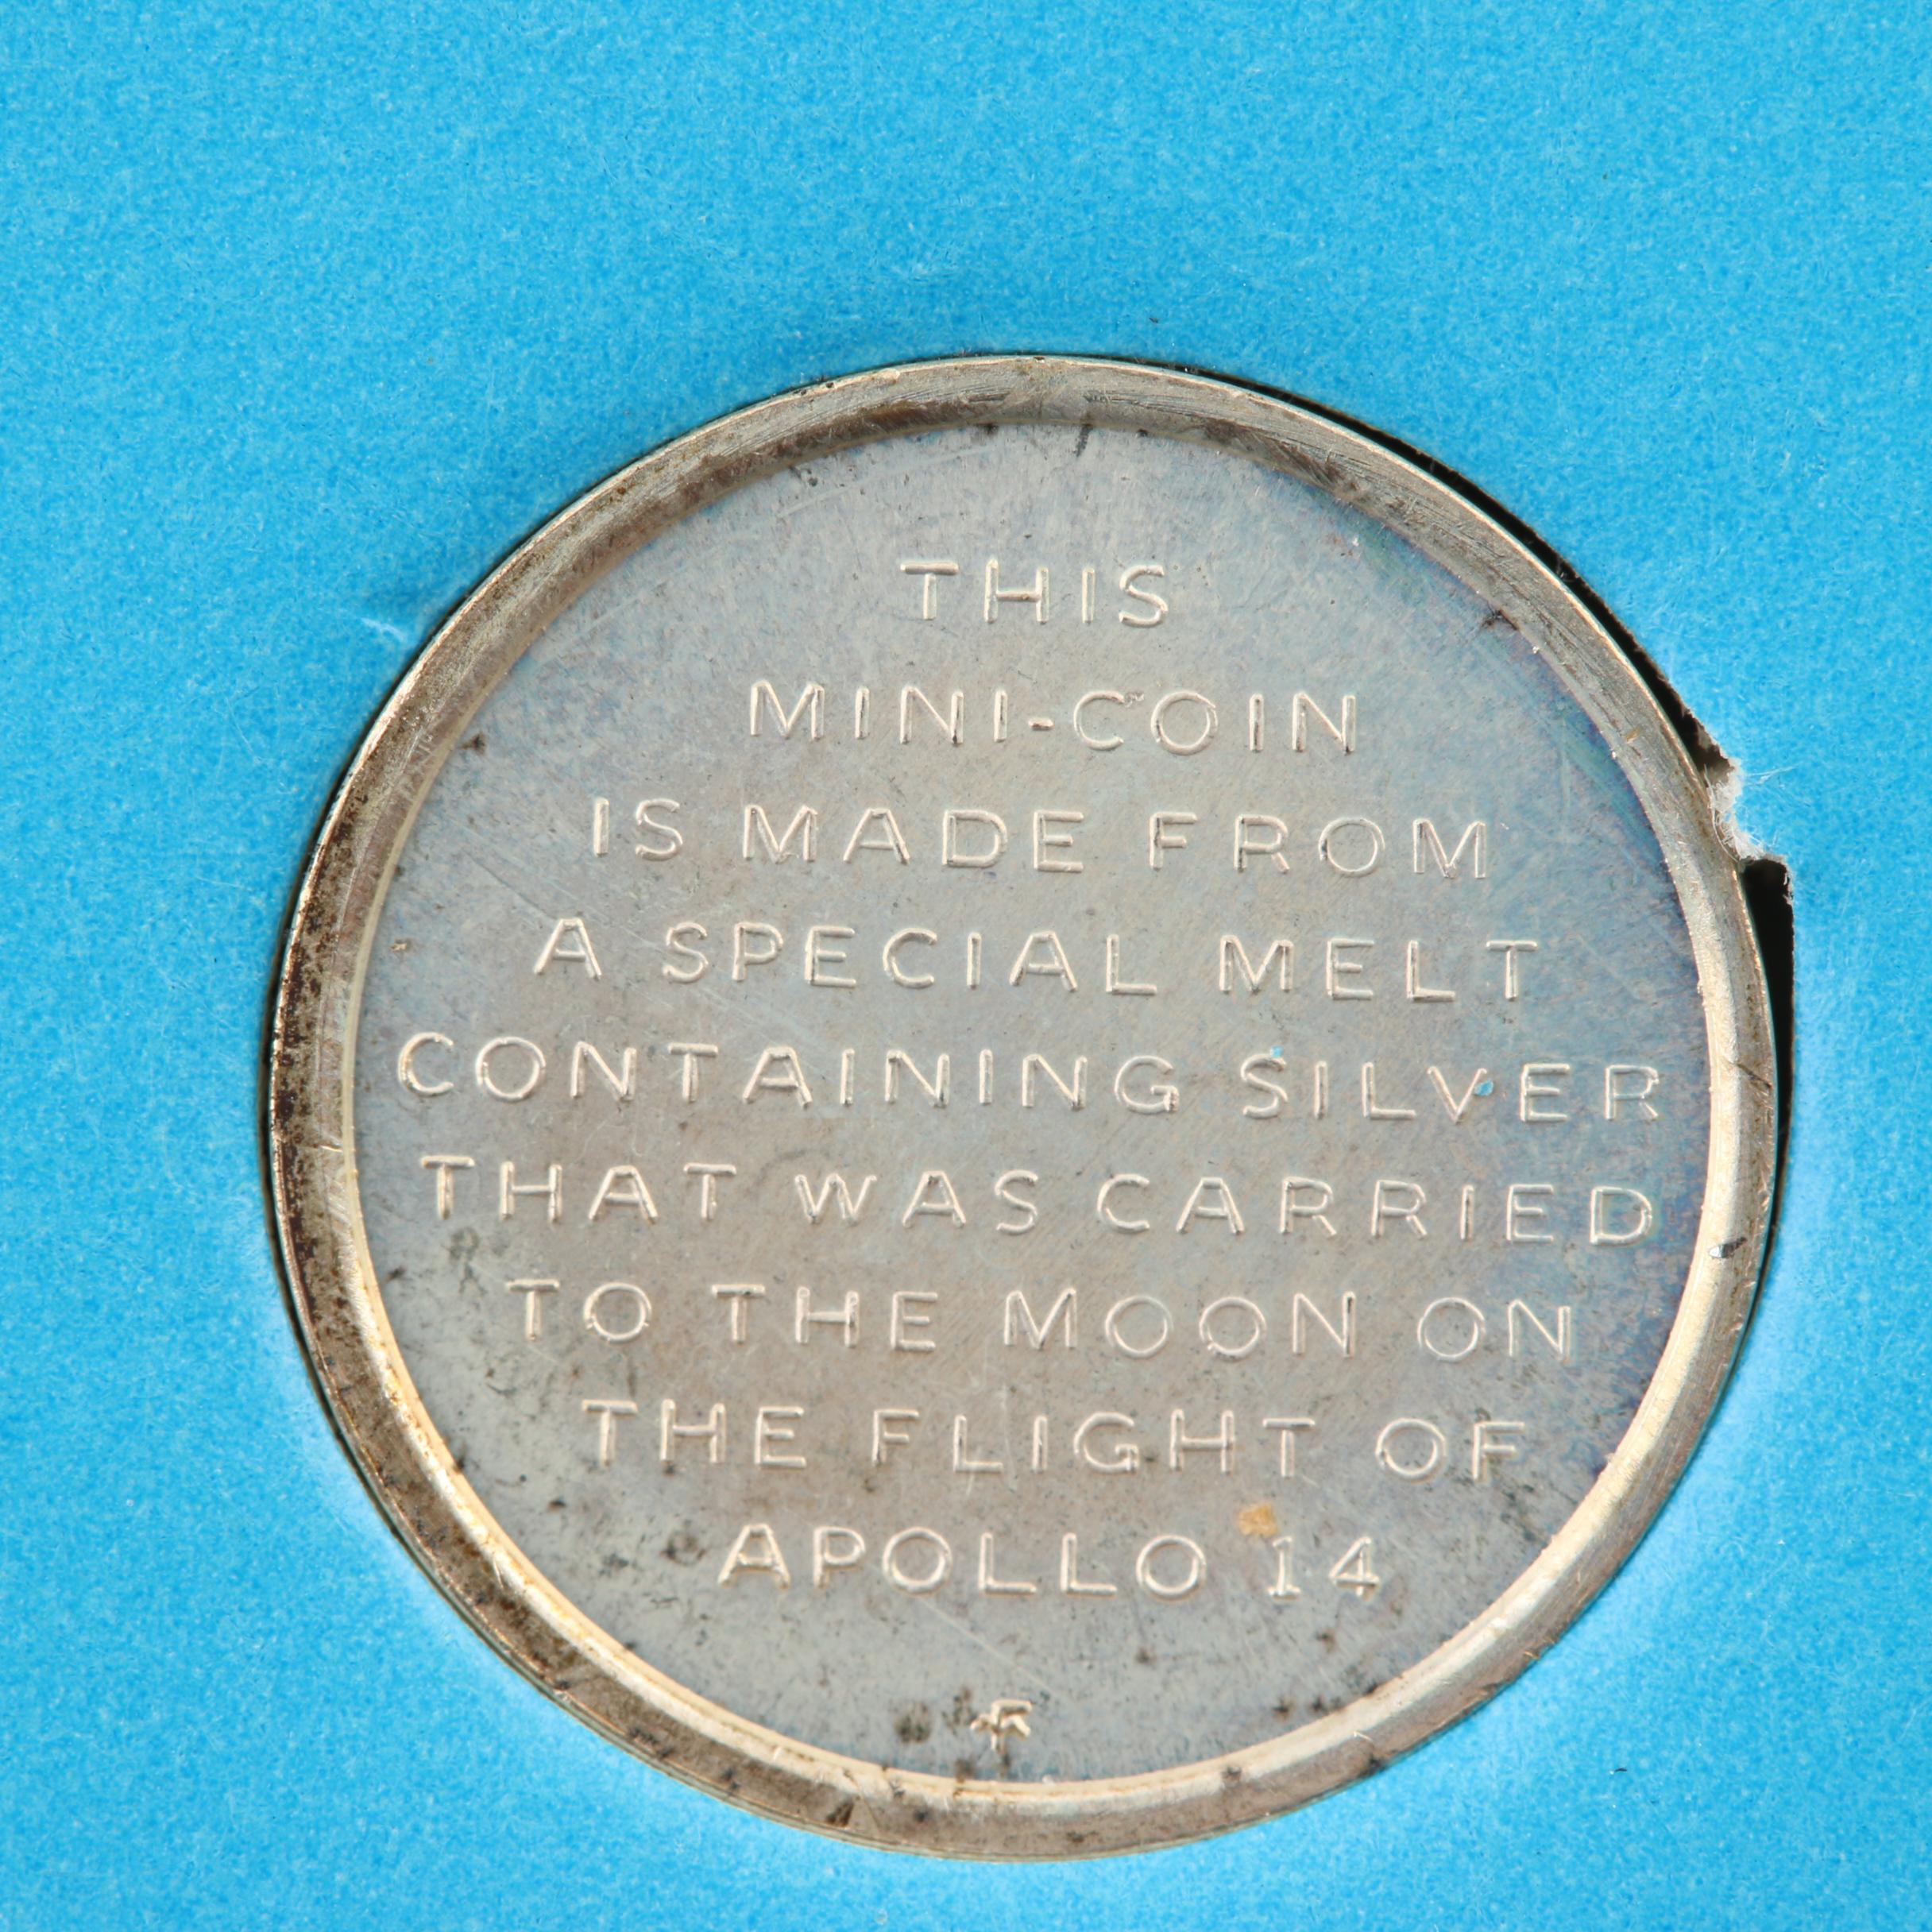 THIS
MINI-COIN
IS MADE FROM
A SPECIAL MELT
CONTAINING SILVER
THAT WAS CARRIED
TO THE MOON ON
THE FLIGHT OF
APOLLO 14